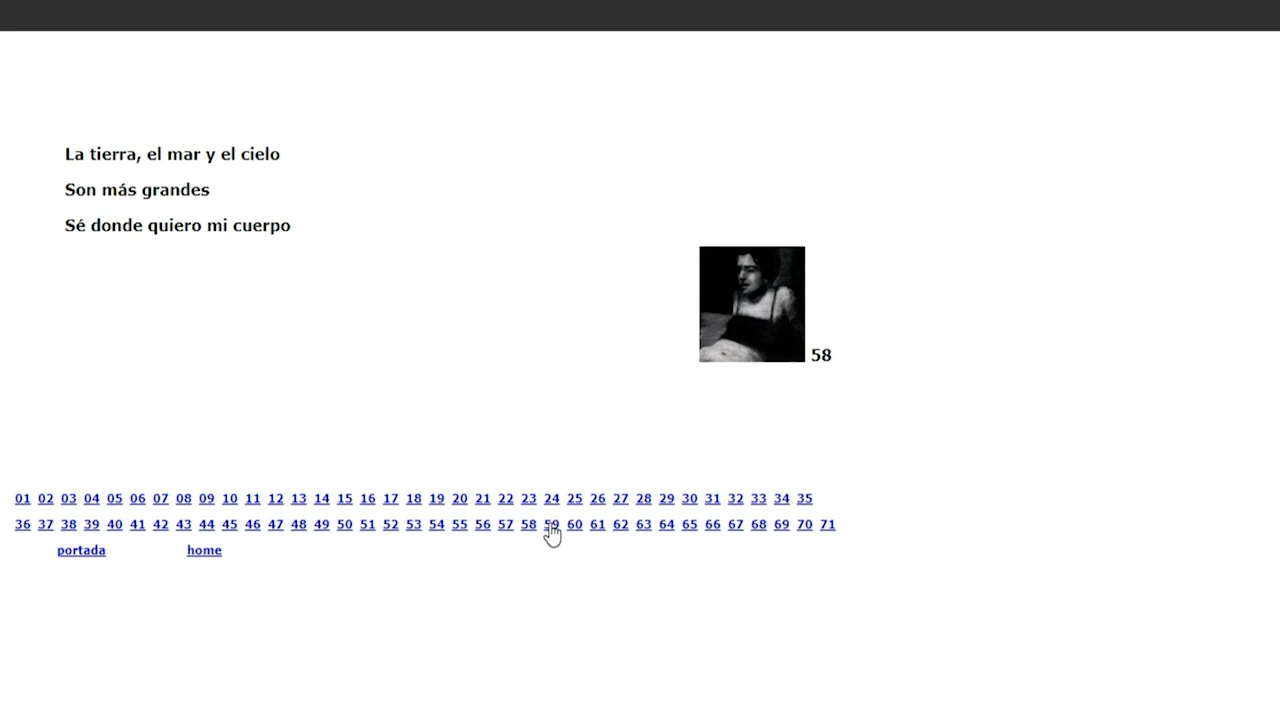 La tierra, el mar y el cielo
Son más grandes
Sé donde quiero mi cuerpo
58
01 02 03 04 05 06 07 08 09 10 11 12 13 14 15 16 17 18 19 20 21 22 23 24 25 26 27 28 29 30 31 32 33 34 35
36 37 38 39 40 41 42 43 44 45 46 47 48 49 50 51 52 53 54 55 56 57 58 59 60 61 62 63 64 65 66 67 68 69 70 71
portada home